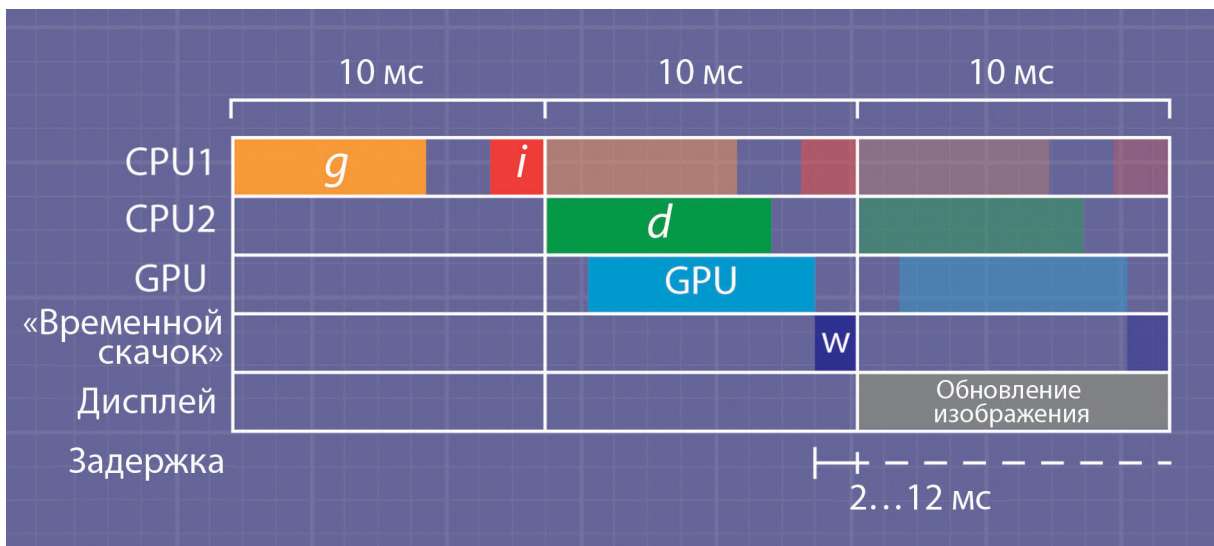 10 мс 10 мс 10 мс
CPU1 g i
CPU2 d
GPU GPU
«Временной
скачок» w
Дисплей Обновление
изображения
Задержка
2...12 мс